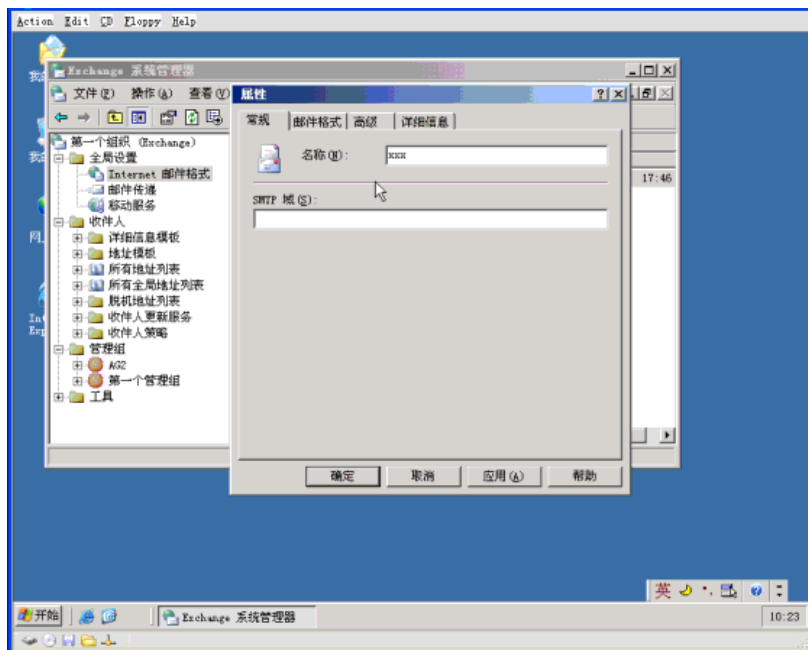 Action Edit CD Floppy Help
Exchange 系统管理器
文件(F) 操作(A) 查看(V)
属性
常规 邮件格式 高级 详细信息
名称(N): xxx
SMTP 域(S):
17:46
第一个组织 (Exchange)
全局设置
Internet 邮件格式
邮件传递
移动服务
收件人
详细信息模板
地址模板
所有地址列表
所有全局地址列表
脱机地址列表
收件人更新服务
收件人策略
管理组
AG2
第一个管理组
工具
确定 取消 应用(A) 帮助
英
开始 Exchange 系统管理器 10:23